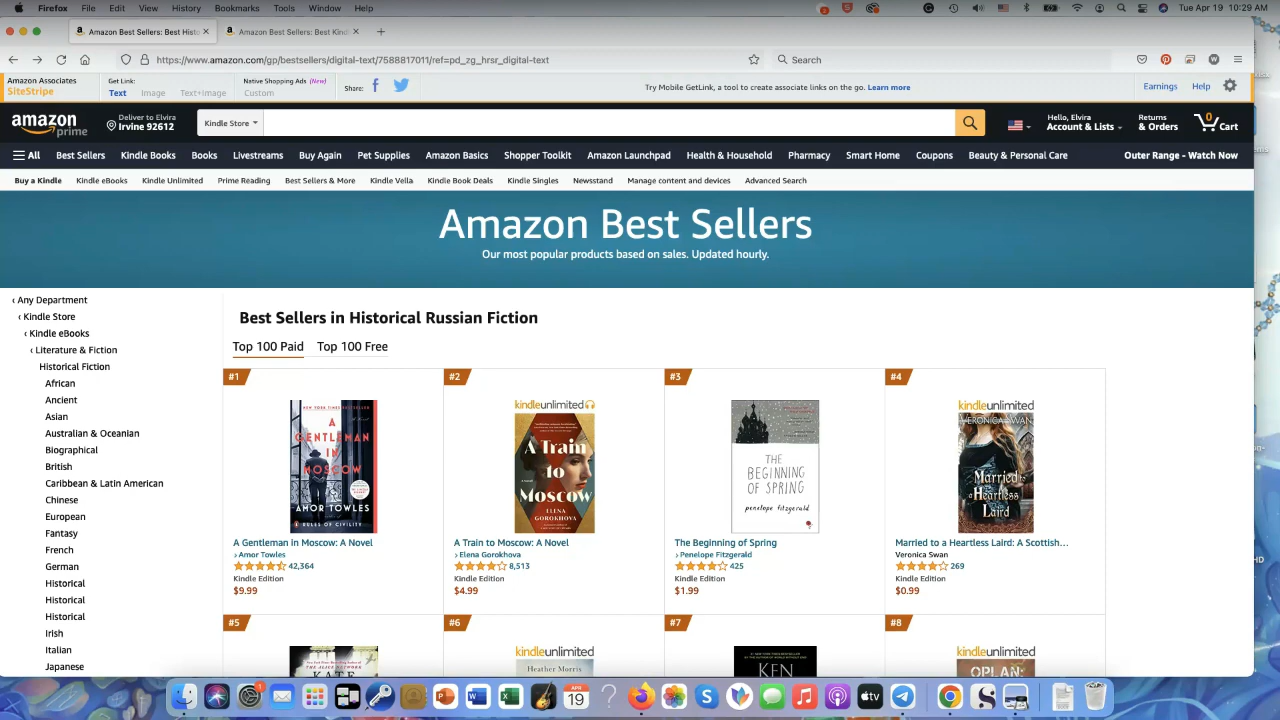 Firefox File Edit View History Bookmarks Tools Window Help Tue Apr 19 10:29 AM
Amazon Best Sellers: Best Histo × Amazon Best Sellers: Best Kindl × +
https://www.amazon.com/gp/bestsellers/digital-text/7588817011/ref=pd_zg_hrsr_digital-text Search
Amazon Associates
SiteStripe
Get Link:
Text Image Text+Image
Native Shopping Ads (New)
Custom
Share:
Try Mobile GetLink, a tool to create associate links on the go. Learn more
Earnings Help
amazon prime
Deliver to Elvira
Irvine 92612
Kindle Store
Hello, Elvira
Account & Lists
Returns
& Orders
0 Cart
All Best Sellers Kindle Books Books Livestreams Buy Again Pet Supplies Amazon Basics Shopper Toolkit Amazon Launchpad Health & Household Pharmacy Smart Home Coupons Beauty & Personal Care Outer Range - Watch Now
Buy a Kindle Kindle eBooks Kindle Unlimited Prime Reading Best Sellers & More Kindle Vella Kindle Book Deals Kindle Singles Newsstand Manage content and devices Advanced Search
Amazon Best Sellers
Our most popular products based on sales. Updated hourly.
‹ Any Department
‹ Kindle Store
‹ Kindle eBooks
‹ Literature & Fiction
Historical Fiction
African
Ancient
Asian
Australian & Oceanian
Biographical
British
Caribbean & Latin American
Chinese
European
Fantasy
French
German
Historical
Historical
Historical
Irish
Italian
Japanese
Best Sellers in Historical Russian Fiction
Top 100 Paid Top 100 Free
#1
NEW YORK TIMES BESTSELLER
A
GENTLEMAN
IN
MOSCOW
AMOR TOWLES
RULES OF CIVILITY
A Gentleman in Moscow: A Novel
› Amor Towles
42,364
Kindle Edition
$9.99
#2
kindleunlimited
A Train
to
Moscow
ELENA
GOROKHOVA
A Train to Moscow: A Novel
› Elena Gorokhova
8,513
Kindle Edition
$4.99
#3
THE
BEGINNING
OF SPRING
penelope fitzgerald
The Beginning of Spring
› Penelope Fitzgerald
425
Kindle Edition
$1.99
#4
kindleunlimited
VERONICA SWAN
Married
to a
Heartless
Laird
Married to a Heartless Laird: A Scottish…
Veronica Swan
269
Kindle Edition
$0.99
#5
KATE
#6
kindleunlimited
Heather Morris
#7
KEN
#8
kindleunlimited
OPLAN:
APR
19
tv